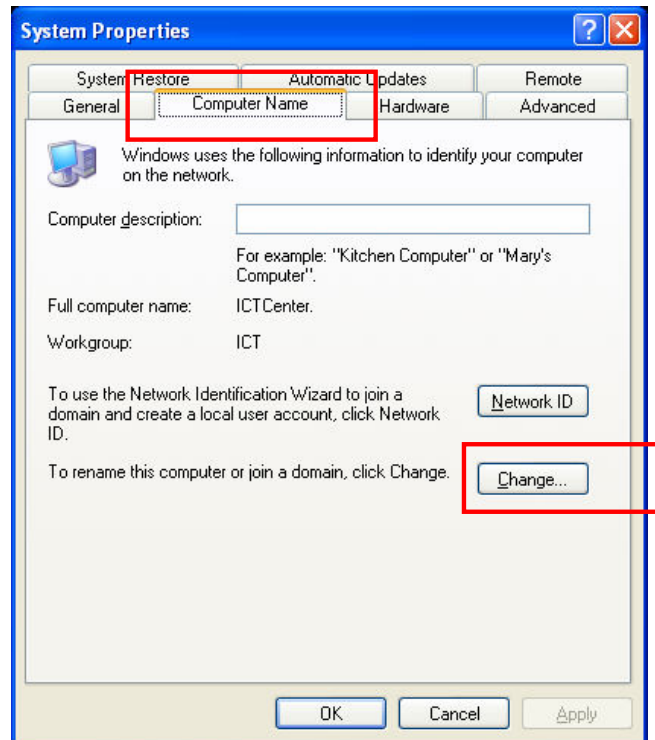 System Properties
System Restore Automatic Updates Remote
General Computer Name Hardware Advanced
Windows uses the following information to identify your computer
on the network.
Computer description:
For example: "Kitchen Computer" or "Mary's
Computer".
Full computer name: ICTCenter.
Workgroup: ICT
To use the Network Identification Wizard to join a
domain and create a local user account, click Network
ID.
Network ID
To rename this computer or join a domain, click Change.
Change...
OK Cancel Apply